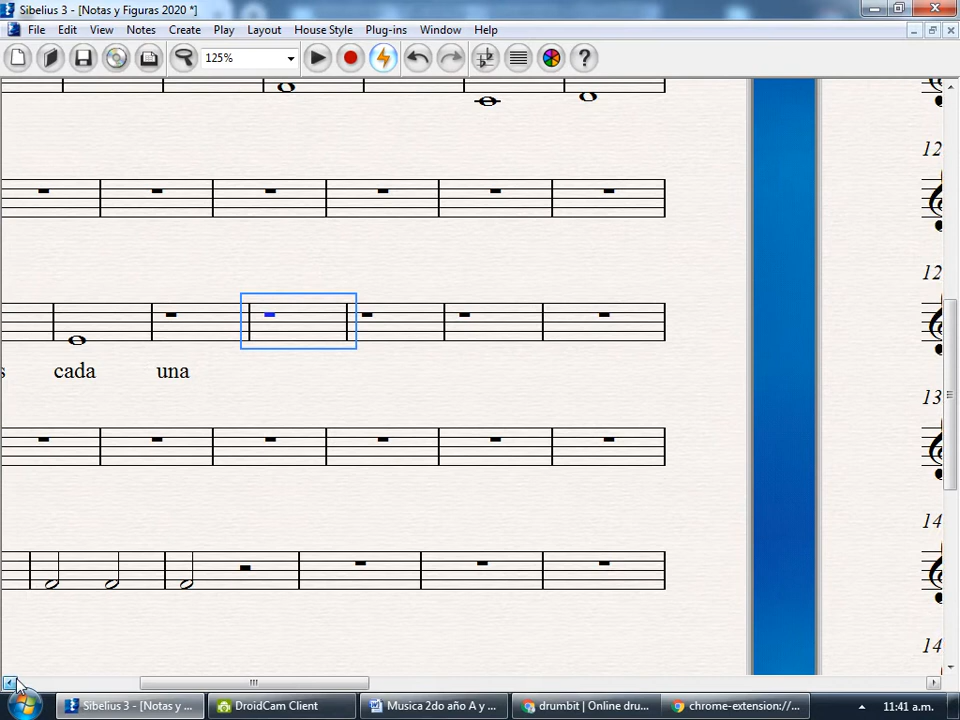 Sibelius 3 - [Notas y Figuras 2020 *]
File Edit View Notes Create Play Layout House Style Plug-ins Window Help
125%
12
12
cada una
13
14
14
Sibelius 3 - [Notas y ... DroidCam Client Musica 2do año A y ... drumbit | Online dru... chrome-extension://... 11:41 a.m.